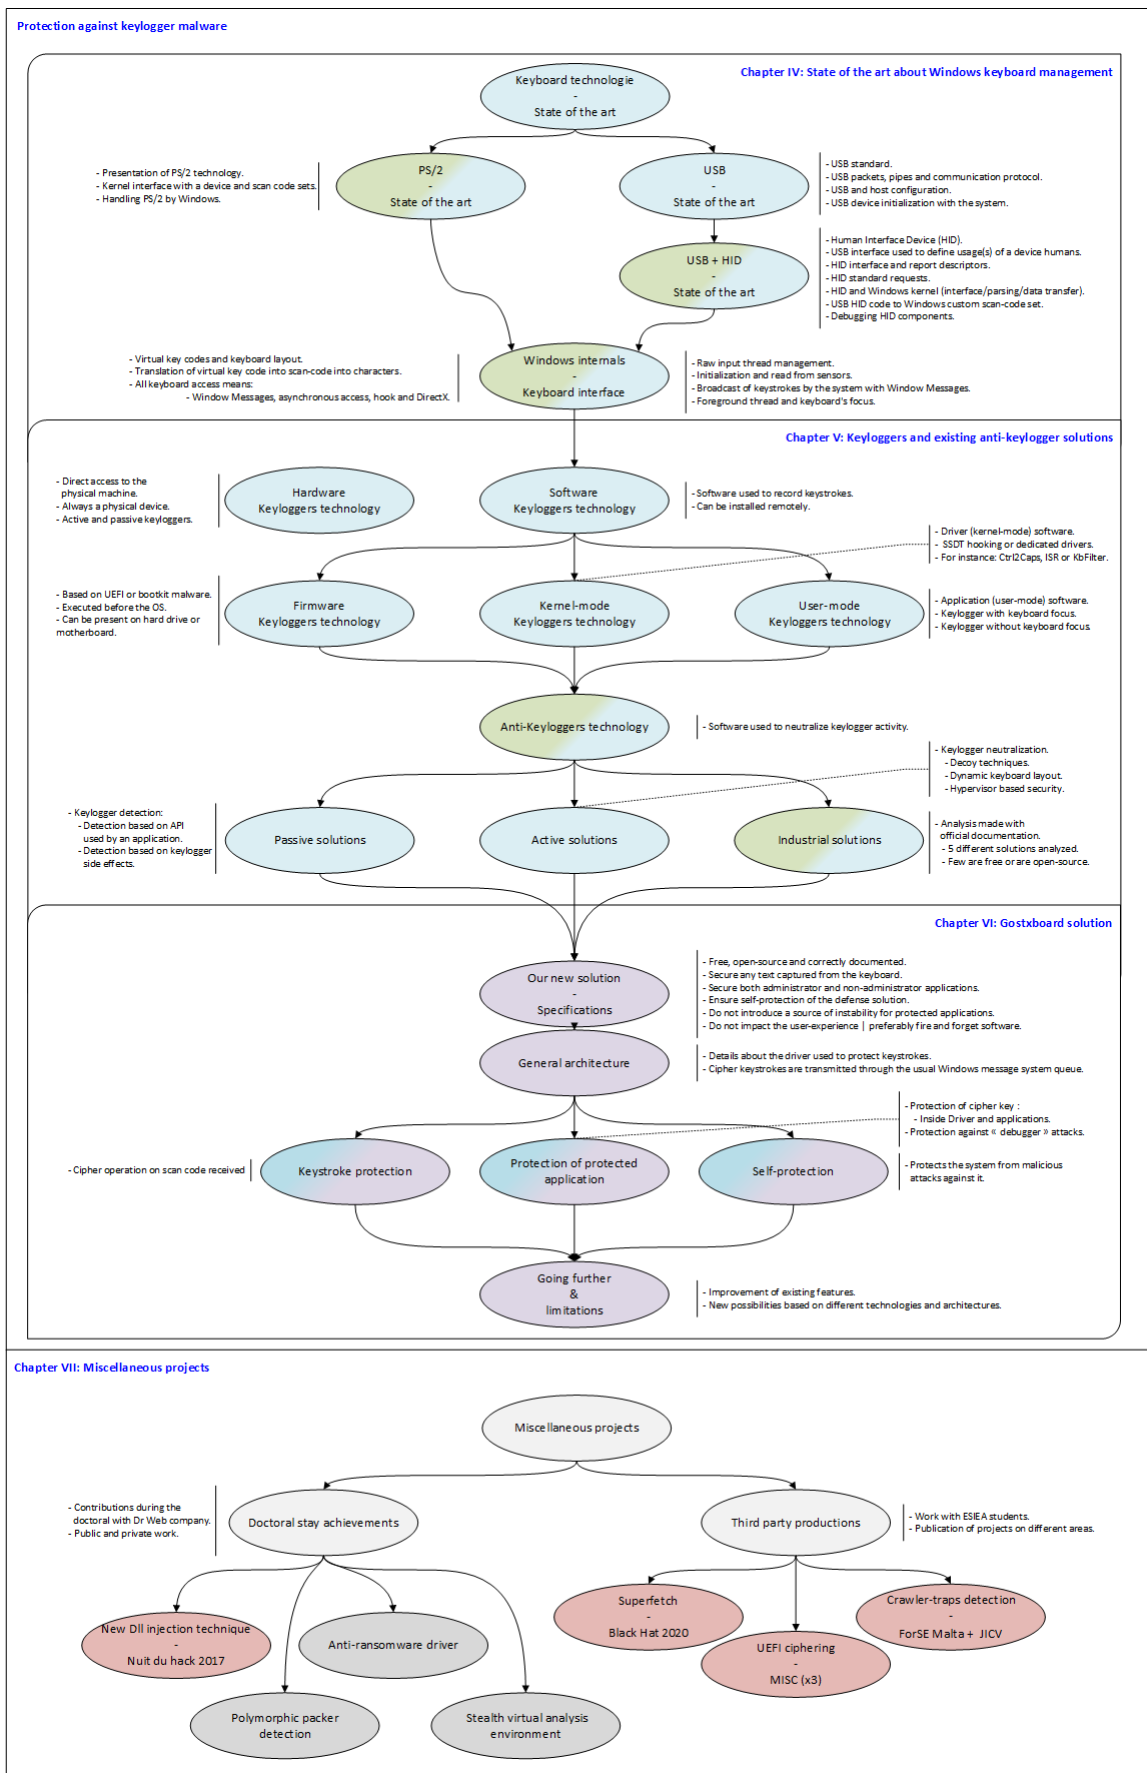 Protection against keylogger malware
Chapter IV: State of the art about Windows keyboard management
Keyboard technologie
-
State of the art
- Presentation of PS/2 technology.
- Kernel interface with a device and scan code sets.
- Handling PS/2 by Windows.
PS/2
-
State of the art
USB
-
State of the art
- USB standard.
- USB packets, pipes and communication protocol.
- USB and host configuration.
- USB device initialization with the system.
USB + HID
-
State of the art
- Human Interface Device (HID).
- USB interface used to define usage(s) of a device humans.
- HID interface and report descriptors.
- HID standard requests.
- HID and Windows kernel (interface/parsing/data transfer).
- USB HID code to Windows custom scan-code set.
- Debugging HID components.
- Virtual key codes and keyboard layout.
- Translation of virtual key code into scan-code into characters.
- All keyboard access means:
- Window Messages, asynchronous access, hook and DirectX.
Windows internals
-
Keyboard interface
- Raw input thread management.
- Initialization and read from sensors.
- Broadcast of keystrokes by the system with Window Messages.
- Foreground thread and keyboard's focus.
Chapter V: Keyloggers and existing anti-keylogger solutions
- Direct access to the
physical machine.
- Always a physical device.
- Active and passive keyloggers.
Hardware
Keyloggers technology
Software
Keyloggers technology
- Software used to record keystrokes.
- Can be installed remotely.
- Driver (kernel-mode) software.
- SSDT hooking or dedicated drivers.
- For instance: Ctrl2Caps, ISR or KbFilter.
- Based on UEFI or bootkit malware.
- Executed before the OS.
- Can be present on hard drive or
motherboard.
Firmware
Keyloggers technology
Kernel-mode
Keyloggers technology
User-mode
Keyloggers technology
- Application (user-mode) software.
- Keylogger with keyboard focus.
- Keylogger without keyboard focus.
Anti-Keyloggers technology
- Software used to neutralize keylogger activity.
- Keylogger neutralization.
- Decoy techniques.
- Dynamic keyboard layout.
- Hypervisor based security.
- Keylogger detection:
- Detection based on API
used by an application.
- Detection based on keylogger
side effects.
Passive solutions
Active solutions
Industrial solutions
- Analysis made with
official documentation.
- 5 different solutions analyzed.
- Few are free or are open-source.
Chapter VI: Gostxboard solution
Our new solution
-
Specifications
- Free, open-source and correctly documented.
- Secure any text captured from the keyboard.
- Secure both administrator and non-administrator applications.
- Ensure self-protection of the defense solution.
- Do not introduce a source of instability for protected applications.
- Do not impact the user-experience | preferably fire and forget software.
General architecture
- Details about the driver used to protect keystrokes.
- Cipher keystrokes are transmitted through the usual Windows message system queue.
- Protection of cipher key :
- Inside Driver and applications.
- Protection against « debugger » attacks.
- Cipher operation on scan code received
Keystroke protection
Protection of protected
application
Self-protection
- Protects the system from malicious
attacks against it.
Going further
&
limitations
- Improvement of existing features.
- New possibilities based on different technologies and architectures.
Chapter VII: Miscellaneous projects
Miscellaneous projects
- Contributions during the
doctoral with Dr Web company.
- Public and private work.
Doctoral stay achievements
Third party productions
- Work with ESIEA students.
- Publication of projects on different areas.
New Dll injection technique
-
Nuit du hack 2017
Anti-ransomware driver
Superfetch
-
Black Hat 2020
UEFI ciphering
-
MISC (x3)
Crawler-traps detection
-
ForSE Malta + JICV
Polymorphic packer
detection
Stealth virtual analysis
environment